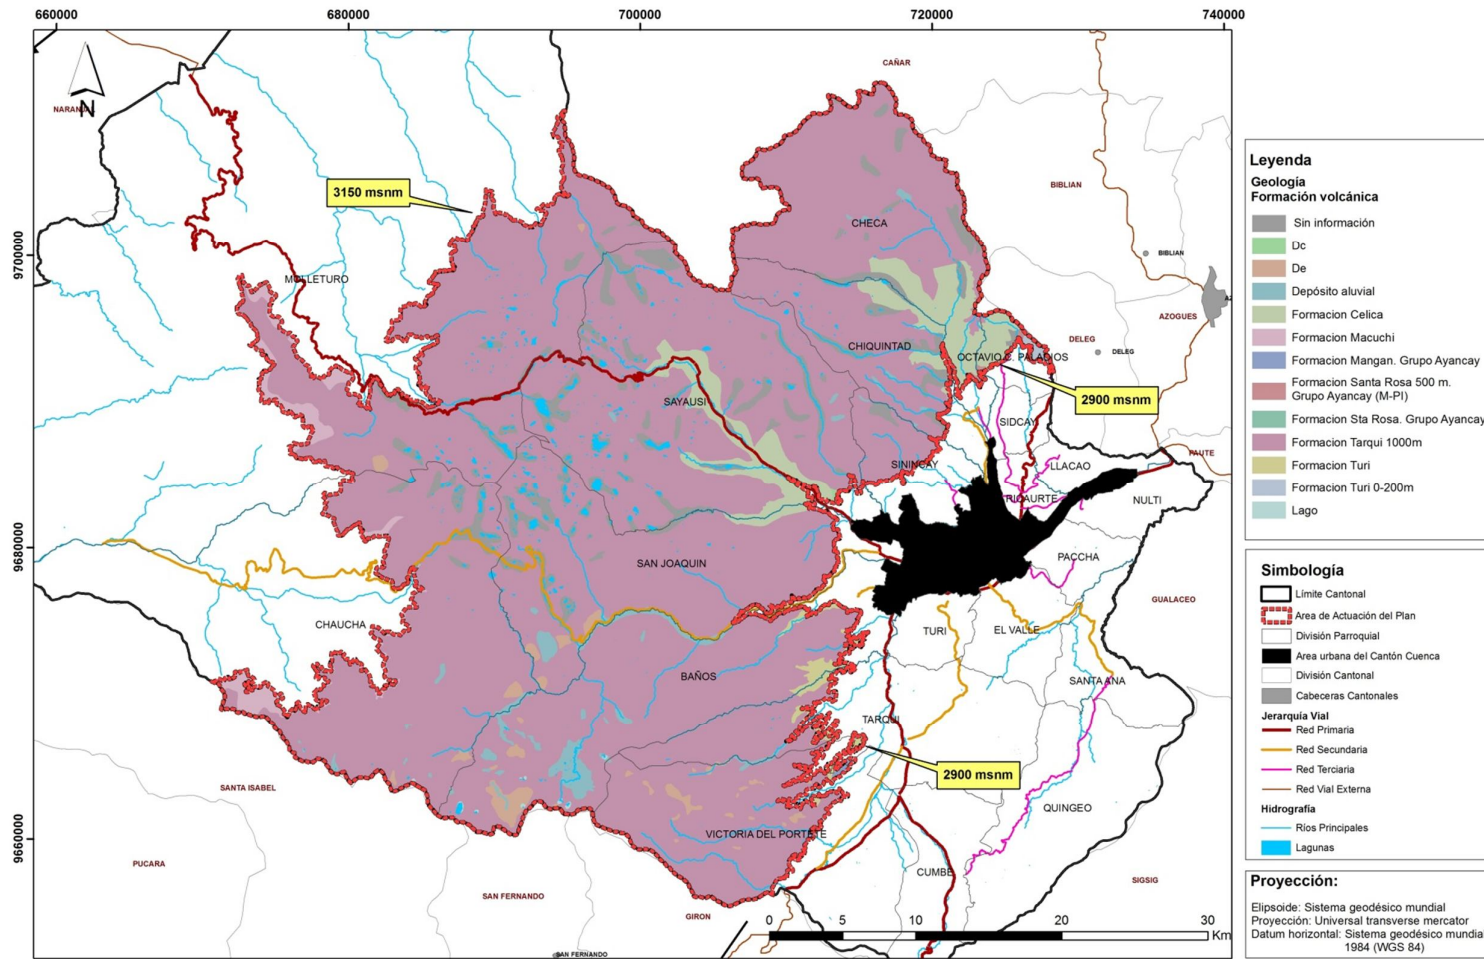 660000
680000
700000
720000
740000
9700000
9680000
9660000
N
CAÑAR
3150 msnm
BIBLIAN
CHECA
BIBLIAN
MOLLETURO
AZOGUES
DELEG
DELEG
CHIQUINTAD
OCTAVIO C. PALACIOS
2900 msnm
SAYAUSI
SIDCAY
SININCAY
LLACAO
PAUTE
RICAURTE
NULTI
PACCHA
SAN JOAQUIN
GUALACEO
CHAUCHA
TURI
EL VALLE
BAÑOS
SANTA ANA
TARQUI
2900 msnm
SANTA ISABEL
QUINGEO
VICTORIA DEL PORTETE
PUCARA
CUMBE
SIGSIG
SAN FERNANDO
GIRON
SAN FERNANDO
0 5 10 20 30
Km
Leyenda
Geología
Formación volcánica
Sin información
Dc
De
Depósito aluvial
Formacion Celica
Formacion Macuchi
Formacion Mangan. Grupo Ayancay
Formacion Santa Rosa 500 m.
Grupo Ayancay (M-PI)
Formacion Sta Rosa. Grupo Ayancay
Formacion Tarqui 1000m
Formacion Turi
Formacion Turi 0-200m
Lago
Simbología
Límite Cantonal
Area de Actuación del Plan
División Parroquial
Area urbana del Cantón Cuenca
División Cantonal
Cabeceras Cantonales
Jerarquía Vial
Red Primaria
Red Secundaria
Red Terciaria
Red Vial Externa
Hidrografía
Ríos Principales
Lagunas
Proyección:
Elipsoide: Sistema geodésico mundial
Proyección: Universal transverse mercator
Datum horizontal: Sistema geodésico mundia
1984 (WGS 84)